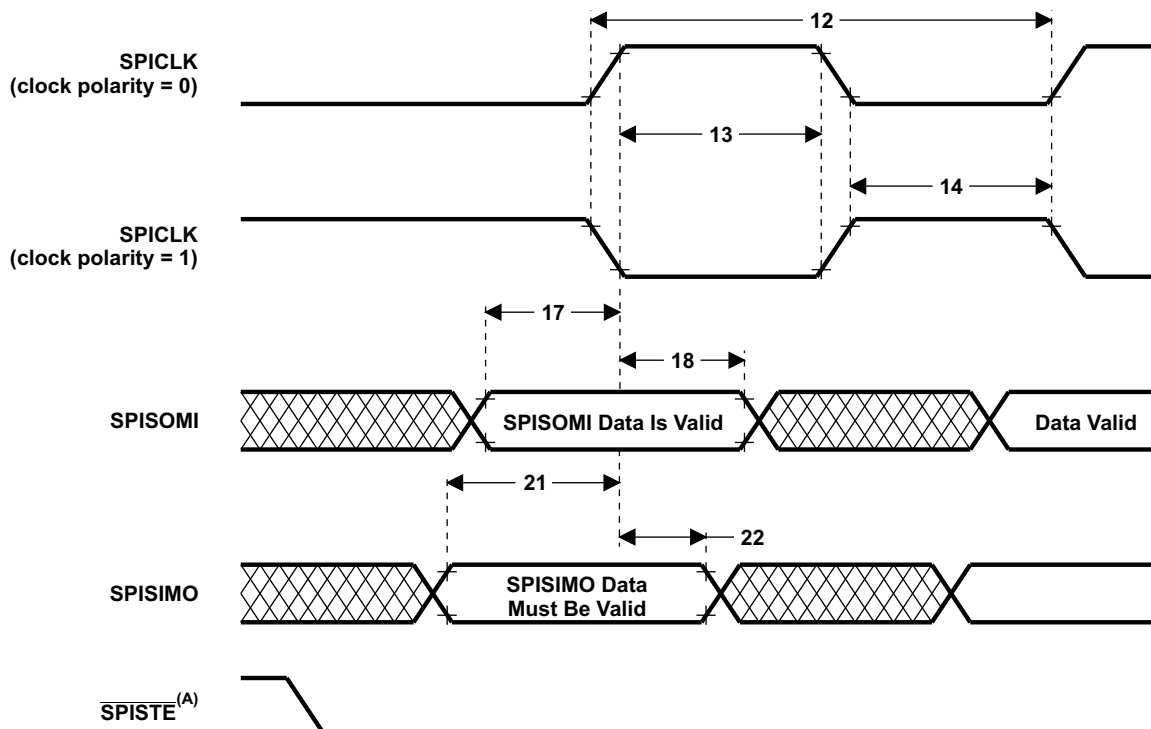 12
SPICLK
(clock polarity = 0)
13
14
SPICLK
(clock polarity = 1)
17
18
SPISOMI
SPISOMI Data Is Valid
Data Valid
21
22
SPISIMO
SPISIMO Data
Must Be Valid
SPISTE(A)